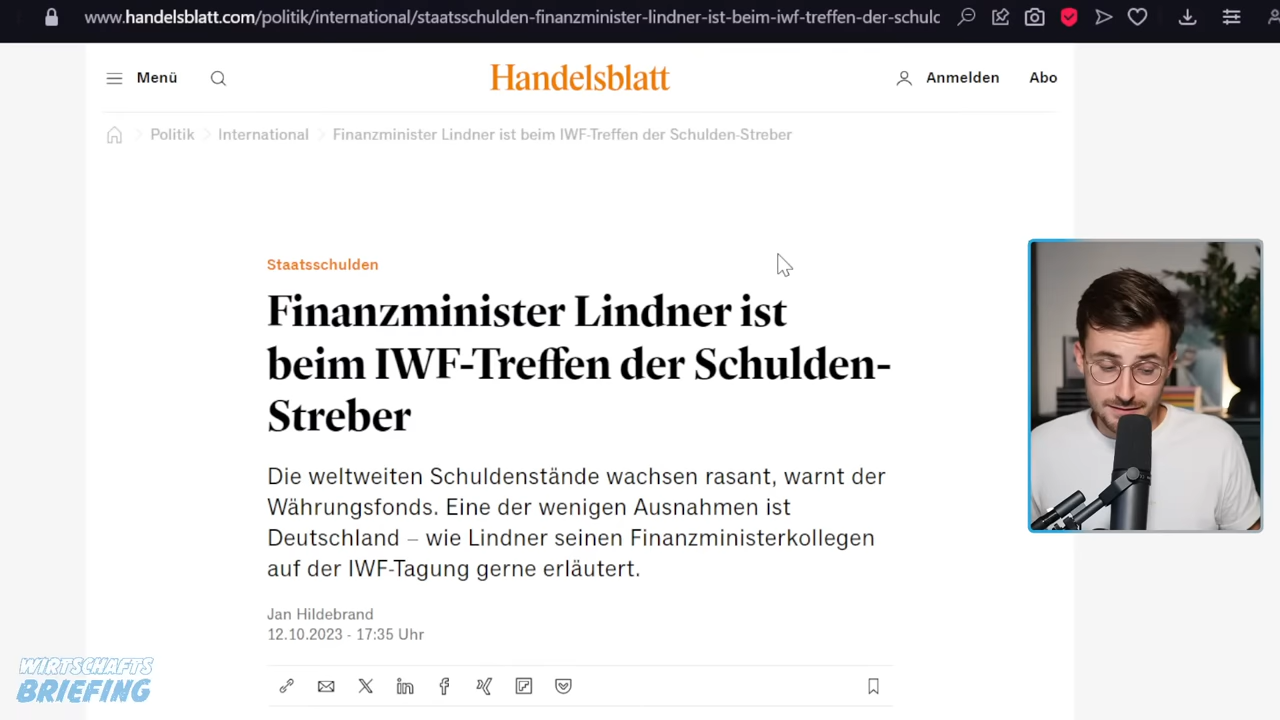 www.handelsblatt.com/politik/international/staatsschulden-finanzminister-lindner-ist-beim-iwf-treffen-der-schulc
Menü
Handelsblatt
Anmelden
Abo
Politik
International
Finanzminister Lindner ist beim IWF-Treffen der Schulden-Streber
Staatsschulden
Finanzminister Lindner ist
beim IWF-Treffen der Schulden-
Streber
Die weltweiten Schuldenstände wachsen rasant, warnt der
Währungsfonds. Eine der wenigen Ausnahmen ist
Deutschland – wie Lindner seinen Finanzministerkollegen
auf der IWF-Tagung gerne erläutert.
Jan Hildebrand
12.10.2023 - 17:35 Uhr
WIRTSCHAFTS
BRIEFING